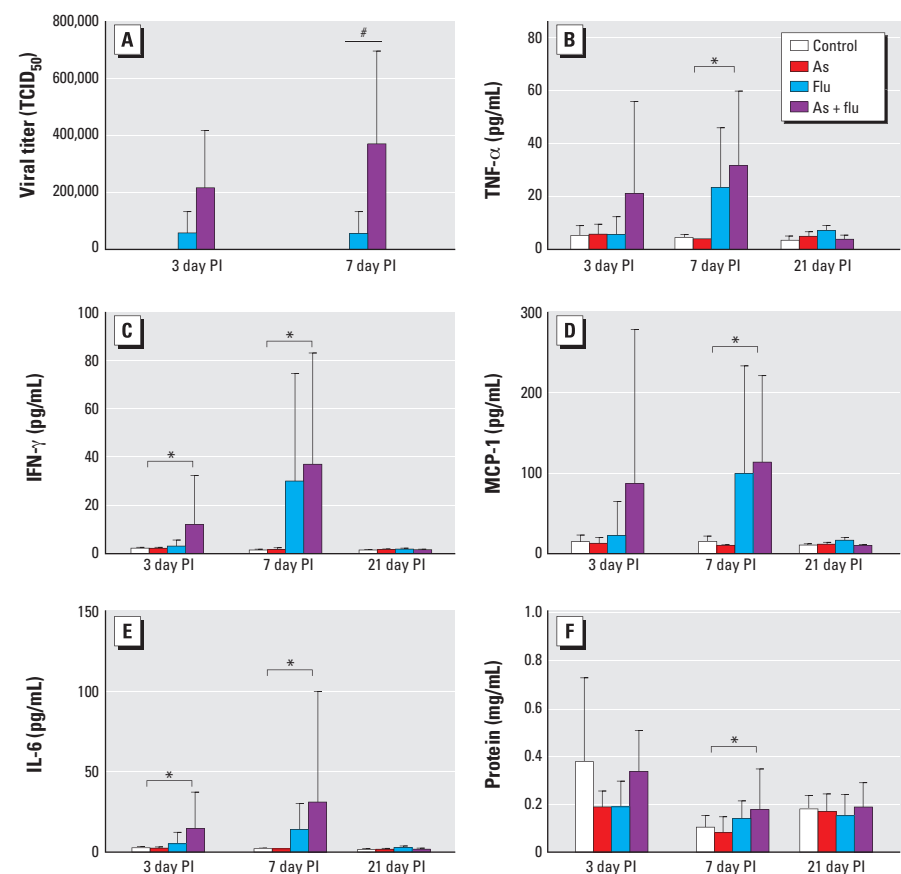 A
Viral titer (TCID50)
800,000
600,000
400,000
200,000
0
#
3 day PI
7 day PI
B
TNF-α (pg/mL)
80
60
40
20
0
*
Control
As
Flu
As + flu
3 day PI
7 day PI
21 day PI
C
IFN-γ (pg/mL)
100
80
60
40
20
0
*
*
3 day PI
7 day PI
21 day PI
D
MCP-1 (pg/mL)
300
200
100
0
*
3 day PI
7 day PI
21 day PI
E
IL-6 (pg/mL)
150
100
50
0
*
*
3 day PI
7 day PI
21 day PI
F
Protein (mg/mL)
1.0
0.8
0.6
0.4
0.2
0
*
3 day PI
7 day PI
21 day PI